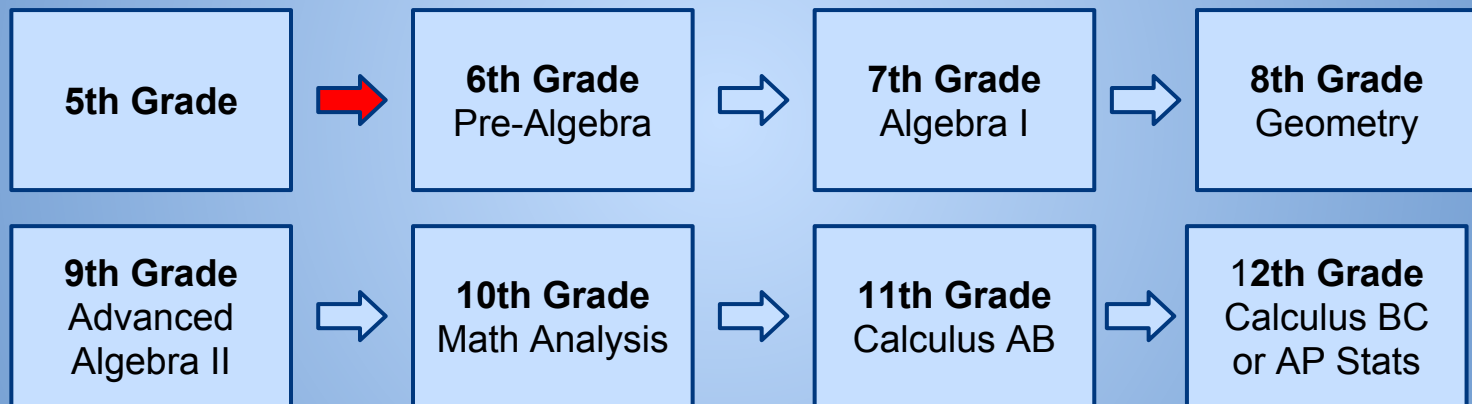 5th Grade
6th Grade
Pre-Algebra
7th Grade
Algebra I
8th Grade
Geometry
9th Grade
Advanced
Algebra II
10th Grade
Math Analysis
11th Grade
Calculus AB
12th Grade
Calculus BC
or AP Stats